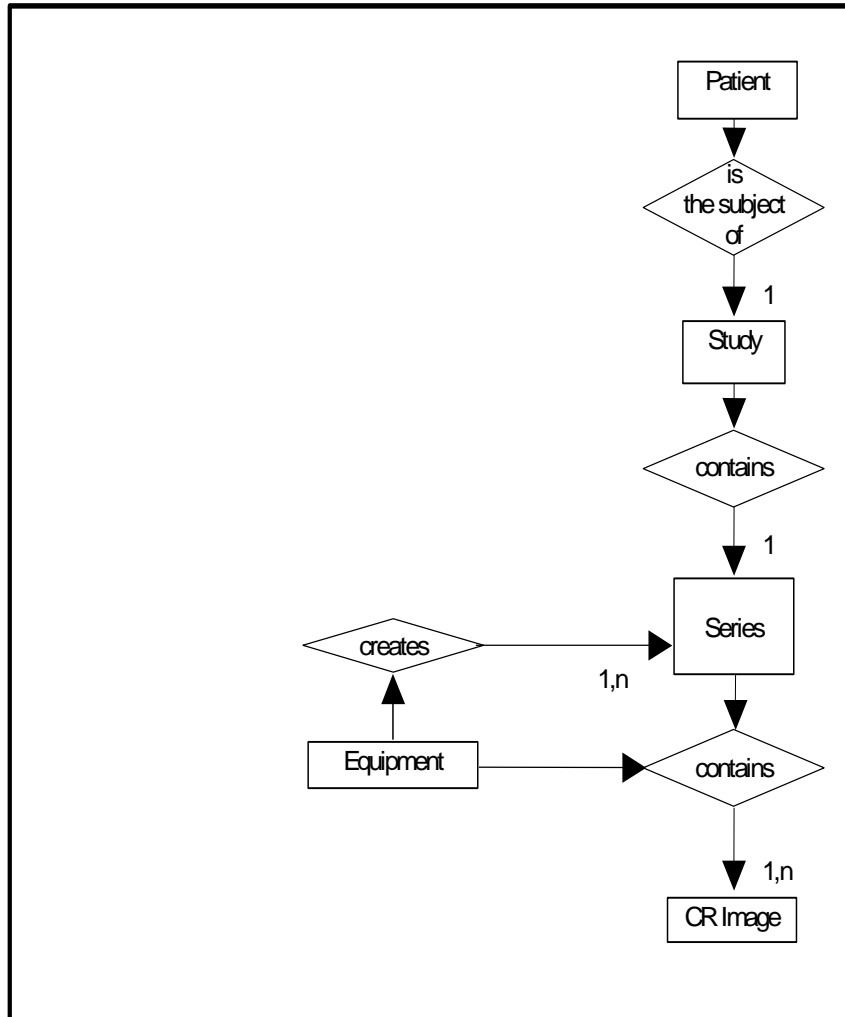 Patient
is
the subject
of
1
Study
contains
1
Series
creates
1,n
Equipment
contains
1,n
CR Image